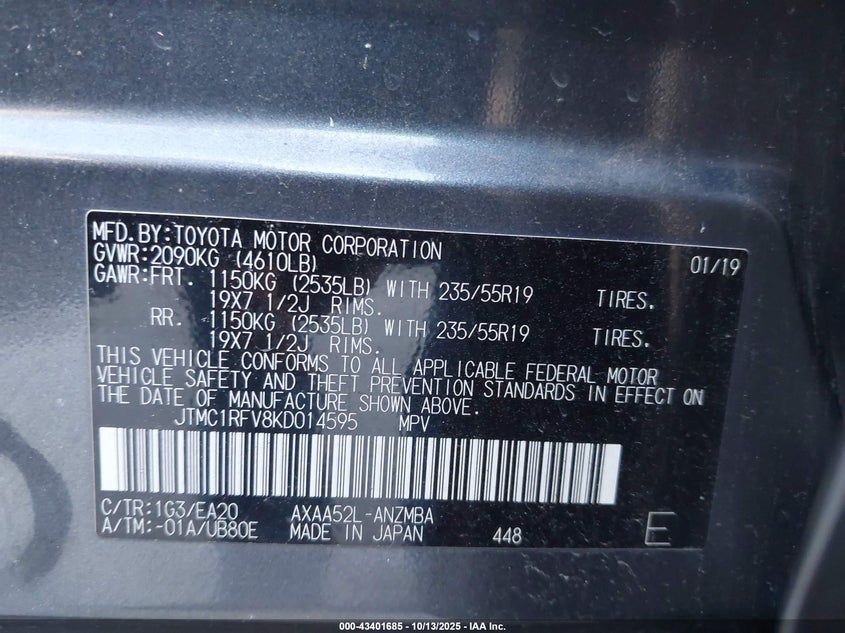 MFD.BY:TOYOTA MOTOR CORPORATION 01/19
GVWR:2090KG (4610LB)
GAWR:FRT. 1150KG (2535LB) WITH 235/55R19 TIRES.
19X7 1/2J RIMS.
RR. 1150KG (2535LB) WITH 235/55R19 TIRES.
19X7 1/2J RIMS.
THIS VEHICLE CONFORMS TO ALL APPLICABLE FEDERAL MOTOR
VEHICLE SAFETY AND THEFT PREVENTION STANDARDS IN EFFECT ON
THE DATE OF MANUFACTURE SHOWN ABOVE.
JTMC1RFV8KD014595 MPV
C/TR:1G3/EA20 AXAA52L-ANZMBA
A/TM:-01A/UB80E MADE IN JAPAN 448 E
000-43401685 - 10/13/2025 - IAA Inc.